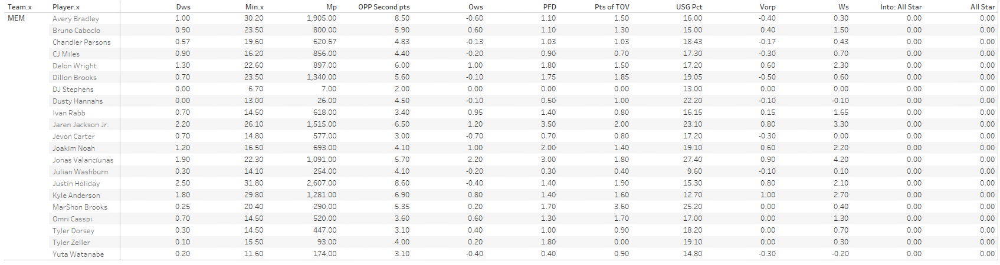 Team.x Player.x Dws Min.x Mp OPP Second pts Ows PFD Pts of TOV USG Pct Vorp Ws Into: All Star All Star
MEM Avery Bradley 1.00 30.20 1,905.00 8.50 -0.60 1.10 1.50 16.00 -0.40 0.30 0.00 0.00
Bruno Caboclo 0.90 23.50 800.00 5.90 0.60 1.10 1.30 15.00 0.40 1.50 0.00 0.00
Chandler Parsons 0.57 19.60 620.67 4.83 -0.13 1.03 1.03 18.43 -0.17 0.43 0.00 0.00
CJ Miles 0.90 16.20 856.00 4.40 -0.20 0.90 0.70 17.30 -0.30 0.70 0.00 0.00
Delon Wright 1.30 22.60 897.00 6.00 1.00 1.80 1.50 17.20 0.60 2.30 0.00 0.00
Dillon Brooks 0.70 23.50 1,340.00 5.60 -0.10 1.75 1.85 19.05 -0.50 0.60 0.00 0.00
DJ Stephens 0.00 6.70 7.00 2.00 0.00 0.00 0.00 13.00 0.00 0.00 0.00 0.00
Dusty Hannahs 0.00 13.00 26.00 4.50 -0.10 0.50 1.00 22.20 -0.10 -0.10 0.00 0.00
Ivan Rabb 0.70 14.50 618.00 3.40 0.95 1.40 0.80 16.15 0.15 1.65 0.00 0.00
Jaren Jackson Jr. 2.20 26.10 1,515.00 6.50 1.20 3.50 2.00 23.10 0.80 3.30 0.00 0.00
Jevon Carter 0.70 14.80 577.00 3.00 -0.70 0.70 0.80 17.20 -0.30 0.00 0.00 0.00
Joakim Noah 1.20 16.50 693.00 4.10 1.00 2.00 1.40 19.10 0.60 2.20 0.00 0.00
Jonas Valanciunas 1.90 22.30 1,091.00 5.70 2.20 3.00 1.80 27.40 0.90 4.20 0.00 0.00
Julian Washburn 0.30 14.10 254.00 4.10 -0.20 0.30 0.40 9.60 -0.10 0.10 0.00 0.00
Justin Holiday 2.50 31.80 2,607.00 8.60 -0.40 1.40 1.90 15.30 0.80 2.10 0.00 0.00
Kyle Anderson 1.80 29.80 1,281.00 6.90 0.80 1.40 1.60 12.70 1.00 2.70 0.00 0.00
MarShon Brooks 0.25 20.40 290.00 5.35 0.20 1.70 3.60 25.20 0.00 0.40 0.00 0.00
Omri Casspi 0.70 14.50 520.00 3.60 0.60 1.30 1.70 17.00 0.00 1.30 0.00 0.00
Tyler Dorsey 0.30 14.50 447.00 3.10 0.40 1.00 0.90 18.20 0.00 0.70 0.00 0.00
Tyler Zeller 0.10 15.50 93.00 4.00 0.20 1.80 0.00 19.10 0.00 0.30 0.00 0.00
Yuta Watanabe 0.20 11.60 174.00 3.10 -0.40 0.40 0.90 14.80 -0.30 -0.20 0.00 0.00